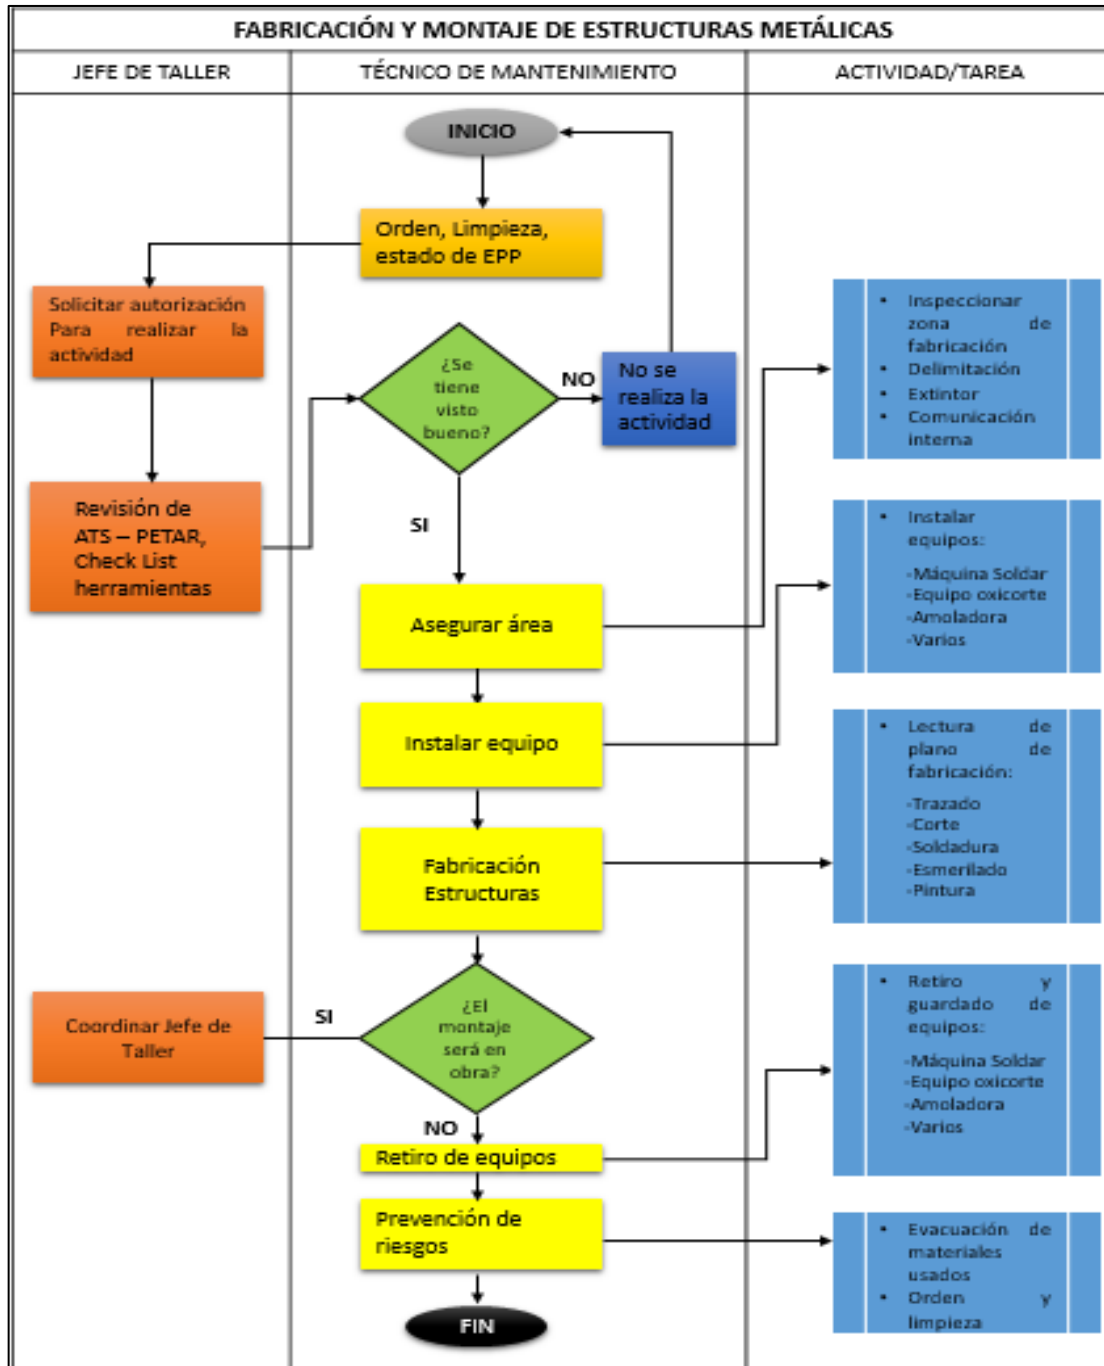 FABRICACIÓN Y MONTAJE DE ESTRUCTURAS METÁLICAS
JEFE DE TALLER
TÉCNICO DE MANTENIMIENTO
ACTIVIDAD/TAREA
INICIO
Orden, Limpieza,
estado de EPP
Solicitar autorización
Para realizar la
actividad
Revisión de
ATS – PETAR,
Check List
herramientas
¿Se
tiene
visto
bueno?
NO
No se
realiza la
actividad
SI
Asegurar área
• Inspeccionar
zona de
fabricación
• Delimitación
• Extintor
• Comunicación
interna
Instalar equipo
• Instalar
equipos:
-Máquina Soldar
-Equipo oxicorte
-Amoladora
-Varios
Fabricación
Estructuras
• Lectura de
plano de
fabricación:
-Trazado
-Corte
-Soldadura
-Esmerilado
-Pintura
¿El
montaje
será en
obra?
SI
Coordinar Jefe de
Taller
NO
Retiro de equipos
• Retiro y
guardado de
equipos:
-Máquina Soldar
-Equipo oxicorte
-Amoladora
-Varios
Prevención de
riesgos
• Evacuación de
materiales
usados
• Orden y
limpieza
FIN